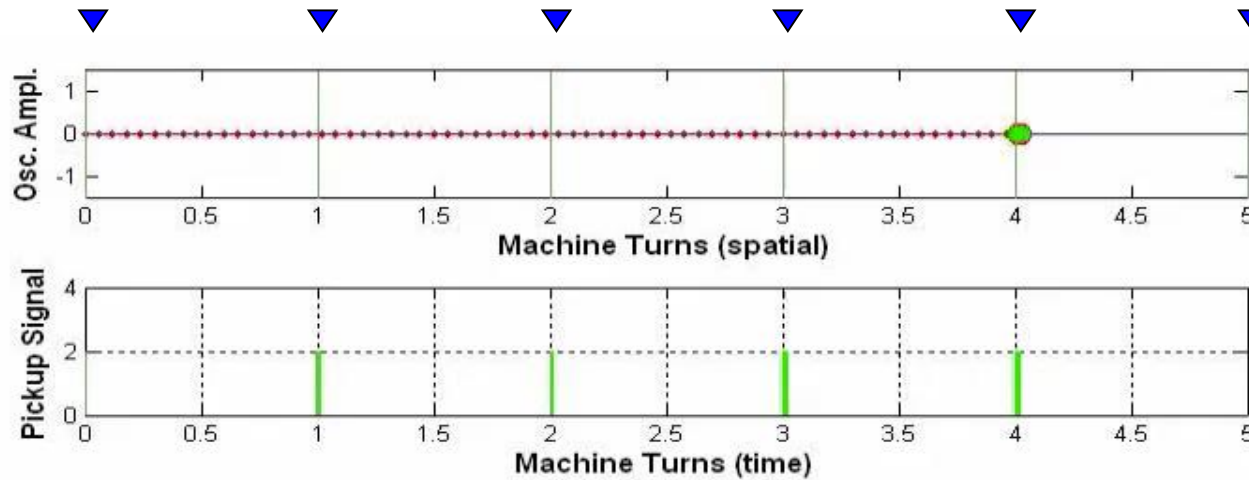 Osc. Ampl.
1
0
-1
0 0.5 1 1.5 2 2.5 3 3.5 4 4.5 5
Machine Turns (spatial)
Pickup Signal
4
2
0
0 0.5 1 1.5 2 2.5 3 3.5 4 4.5 5
Machine Turns (time)